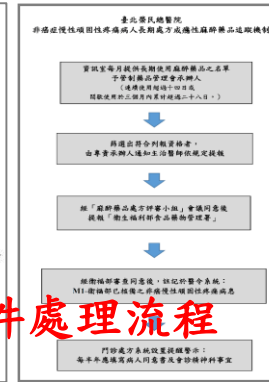 臺北榮民總醫院
非癌症慢性頑固性疼痛病人長期處方成癮性麻醉藥品追蹤機制
資訊室每月提供長期使用麻醉藥品之名單
予管制藥品管理會承辦人
（連續使用超過十四日或
間歇使用於三個月內累計超過二十八日。）
篩選出符合列報資格者，
由專責承辦人通知主治醫師依規定提報
經「麻醉藥品處方評審小組」會議同意後
提報「衛生福利部食品藥物管理署」
經衛福部審查同意後，註記於醫令系統：
M1-衛福部已核備之非癌慢性頑固性疼痛病患
件處理流程
門診處方系統設置提醒警示：
每半年應填寫病人同意書及會診精神科事宜